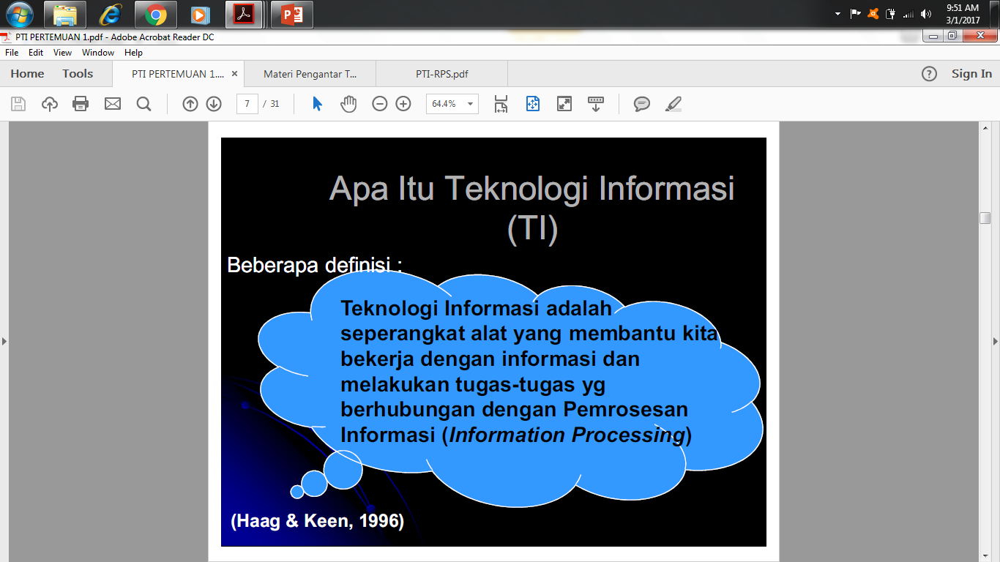 9:51 AM
3/1/2017
PTI PERTEMUAN 1.pdf - Adobe Acrobat Reader DC
File Edit View Window Help
Home Tools PTI PERTEMUAN 1.... × Materi Pengantar T... PTI-RPS.pdf ? Sign In
7 / 31 64.4%
Apa Itu Teknologi Informasi
(TI)
Beberapa definisi :
Teknologi Informasi adalah
seperangkat alat yang membantu kita
bekerja dengan informasi dan
melakukan tugas-tugas yg
berhubungan dengan Pemrosesan
Informasi (Information Processing)
(Haag & Keen, 1996)